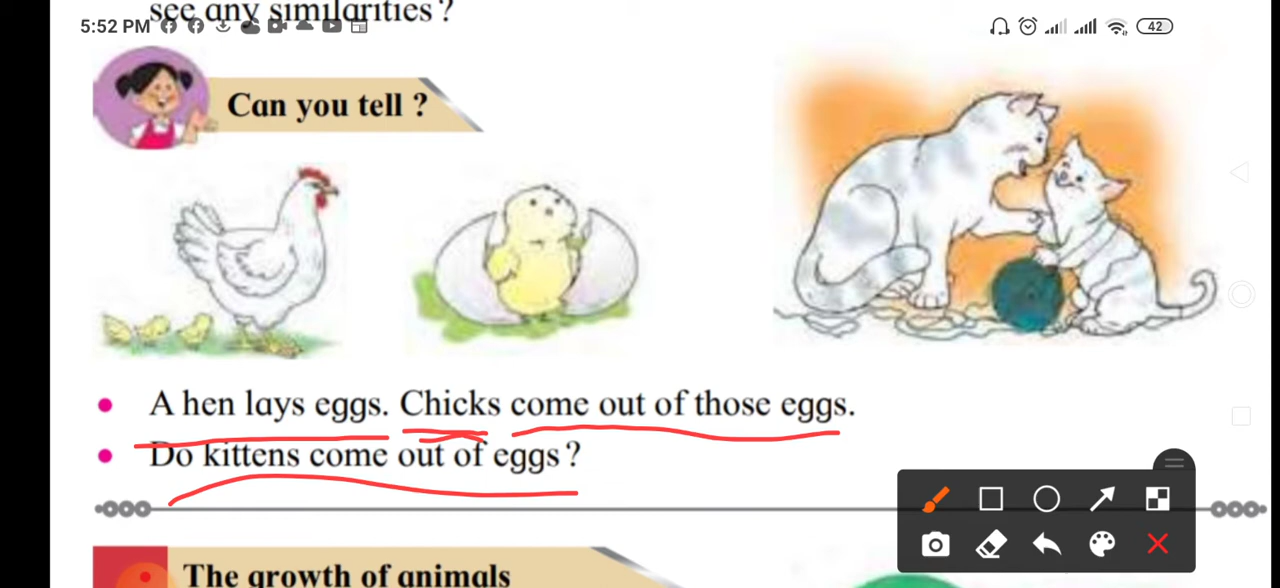 see any similarities?
5:52 PM
42
Can you tell ?
A hen lays eggs. Chicks come out of those eggs.
Do kittens come out of eggs?
The growth of animals